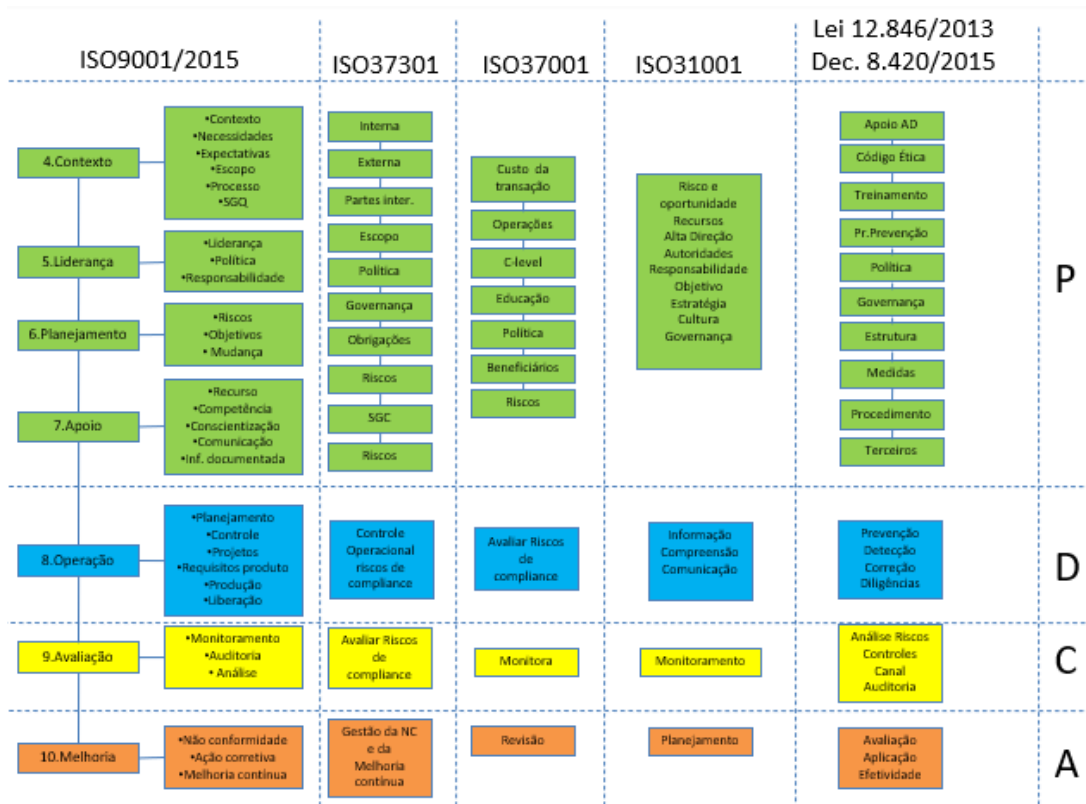 Lei 12.846/2013
Dec. 8.420/2015
ISO9001/2015
ISO37301
ISO37001
ISO31001
4.Contexto
•Contexto
•Necessidades
•Expectativas
•Escopo
•Processo
•SGQ
5.Liderança
•Liderança
•Política
•Responsabilidade
6.Planejamento
•Riscos
•Objetivos
• Mudança
7.Apoio
•Recurso
•Competência
•Conscientização
•Comunicação
•Inf. documentada
Interna
Externa
Partes inter.
Escopo
Política
Governança
Obrigações
Riscos
SGC
Riscos
Custo da
transação
Operações
C-level
Educação
Política
Beneficiários
Riscos
Risco e
oportunidade
Recursos
Alta Direção
Autoridades
Responsabilidade
Objetivo
Estratégia
Cultura
Governança
Apoio AD
Código Ética
Treinamento
Pr.Prevenção
Política
Governança
Estrutura
Medidas
Procedimento
Terceiros
P
8.Operação
•Planejamento
•Controle
•Projetos
•Requisitos produto
•Produção
•Liberação
Controle
Operacional
riscos de
compliance
Avaliar Riscos
de
compliance
Informação
Compreensão
Comunicação
Prevenção
Detecção
Correção
Diligências
D
9.Avaliação
•Monitoramento
•Auditoria
• Análise
Avaliar Riscos
de
compliance
Monitora
Monitoramento
Análise Riscos
Controles
Canal
Auditoria
C
10.Melhoria
•Não conformidade
•Ação corretiva
•Melhoria contínua
Gestão da NC
e da
Melhoria
contínua
Revisão
Planejamento
Avaliação
Aplicação
Efetividade
A